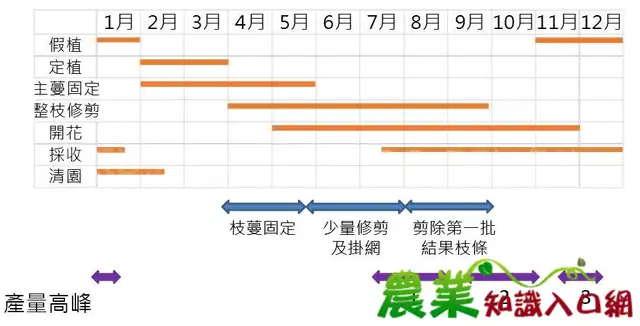 1月 2月 3月 4月 5月 6月 7月 8月 9月 10月 11月 12月
假植
定植
主蔓固定
整枝修剪
開花
採收
清園
枝蔓固定 少量修剪及掛網 剪除第一批結果枝條
產量高峰 1 2 3
農業知識入口網